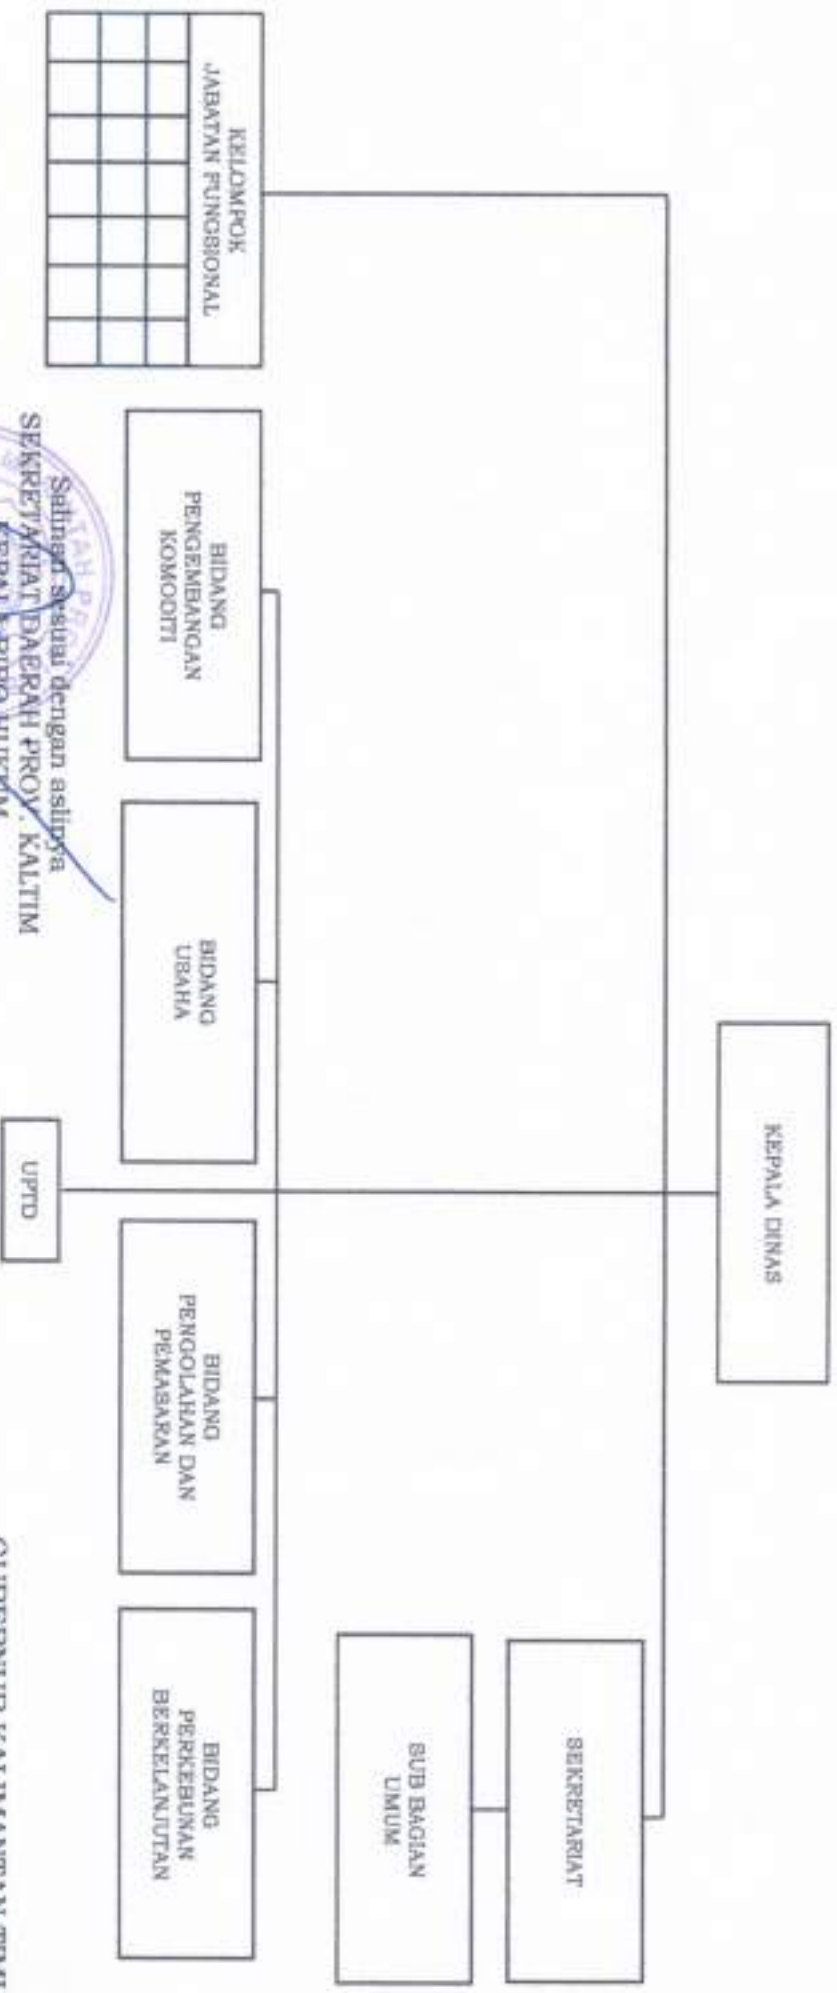 KEPALA DINAS
SEKRETARIAT
SUB BAGIAN
UMUM
KELOMPOK
JABATAN FUNGSIONAL
BIDANG
PENGEMBANGAN
KOMODITI
BIDANG
USAHA
BIDANG
PENGOLAHAN DAN
PEMASARAN
BIDANG
PERKEBUNAN
BERKELANJUTAN
UPTD
Salinan sesuai dengan aslinya
SEKRETARIAT DAERAH PROV. KALTIM